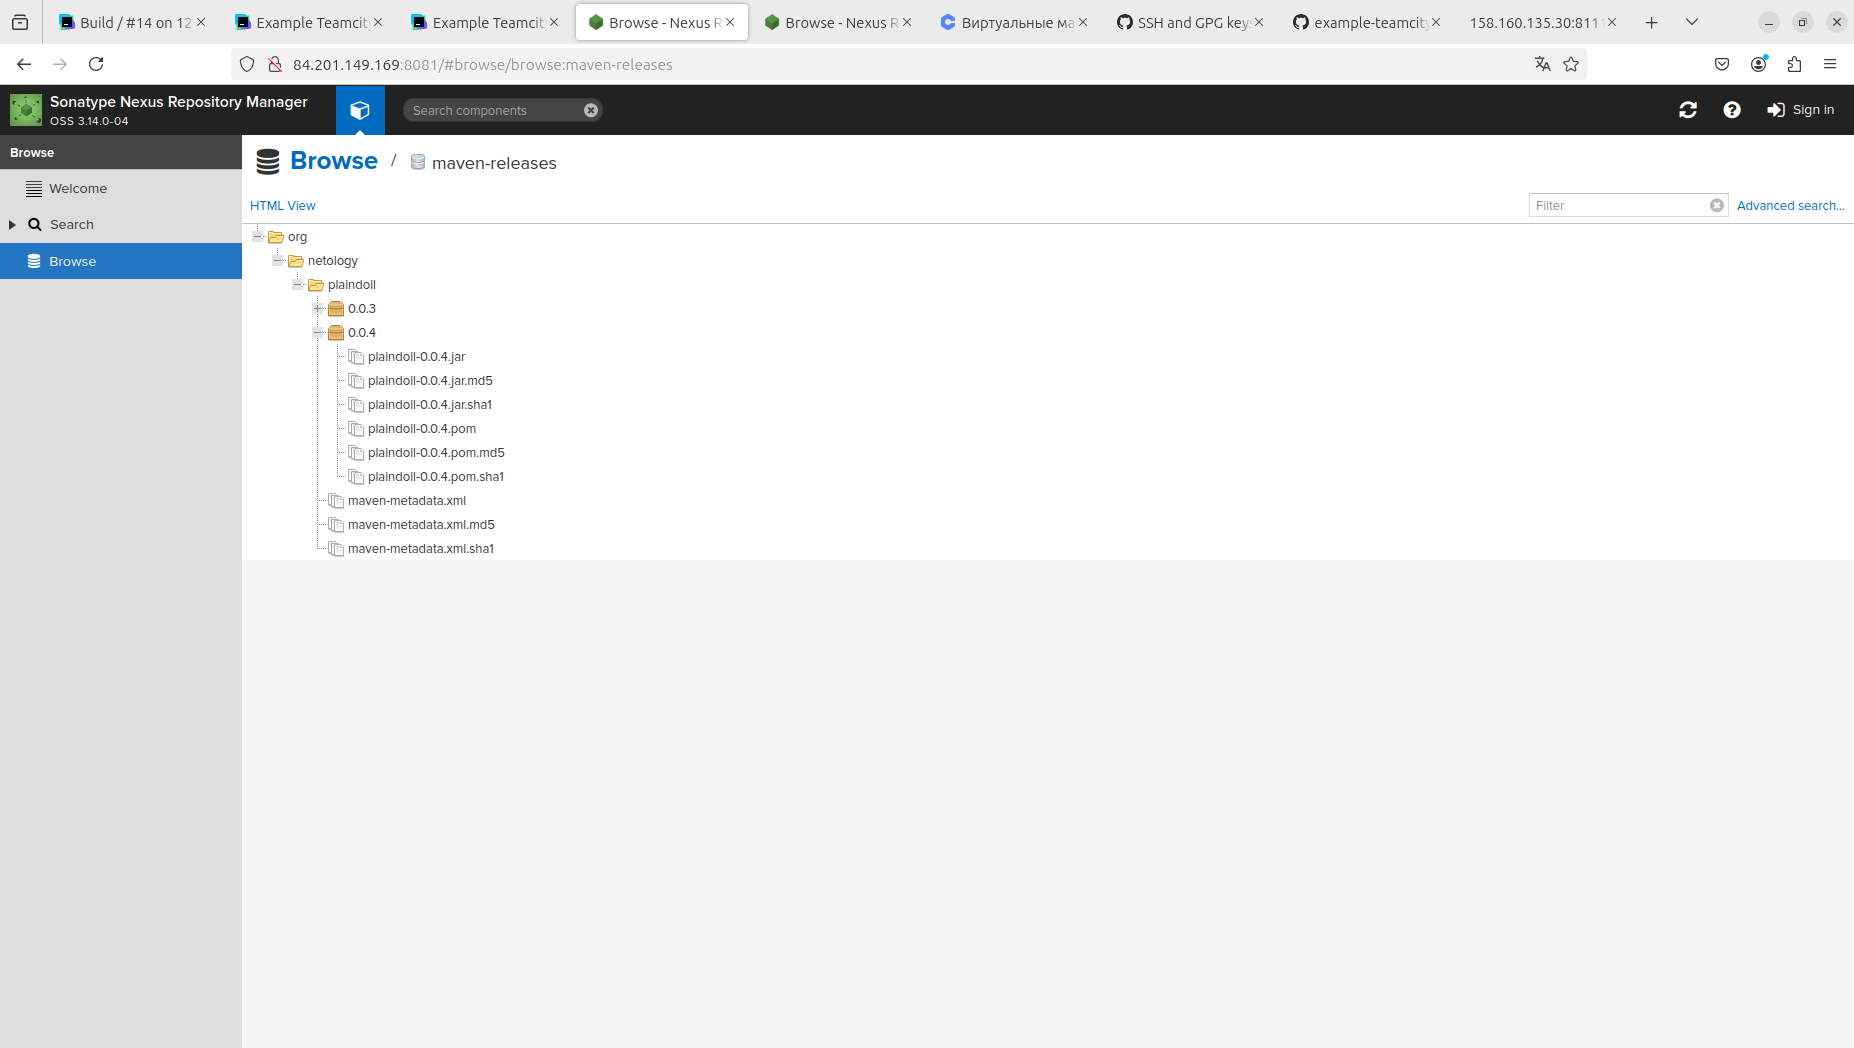 Build / #14 on 12
Example Teamcity
Example Teamcity
Browse - Nexus R
Browse - Nexus R
Виртуальные ма
SSH and GPG keys
example-teamcity
158.160.135.30:8111
84.201.149.169:8081/#browse/browse:maven-releases
Sonatype Nexus Repository Manager
OSS 3.14.0-04
Search components
Sign in
Browse
Welcome
Search
Browse
Browse / maven-releases
HTML View
Filter
Advanced search...
org
netology
plaindoll
0.0.3
0.0.4
plaindoll-0.0.4.jar
plaindoll-0.0.4.jar.md5
plaindoll-0.0.4.jar.sha1
plaindoll-0.0.4.pom
plaindoll-0.0.4.pom.md5
plaindoll-0.0.4.pom.sha1
maven-metadata.xml
maven-metadata.xml.md5
maven-metadata.xml.sha1